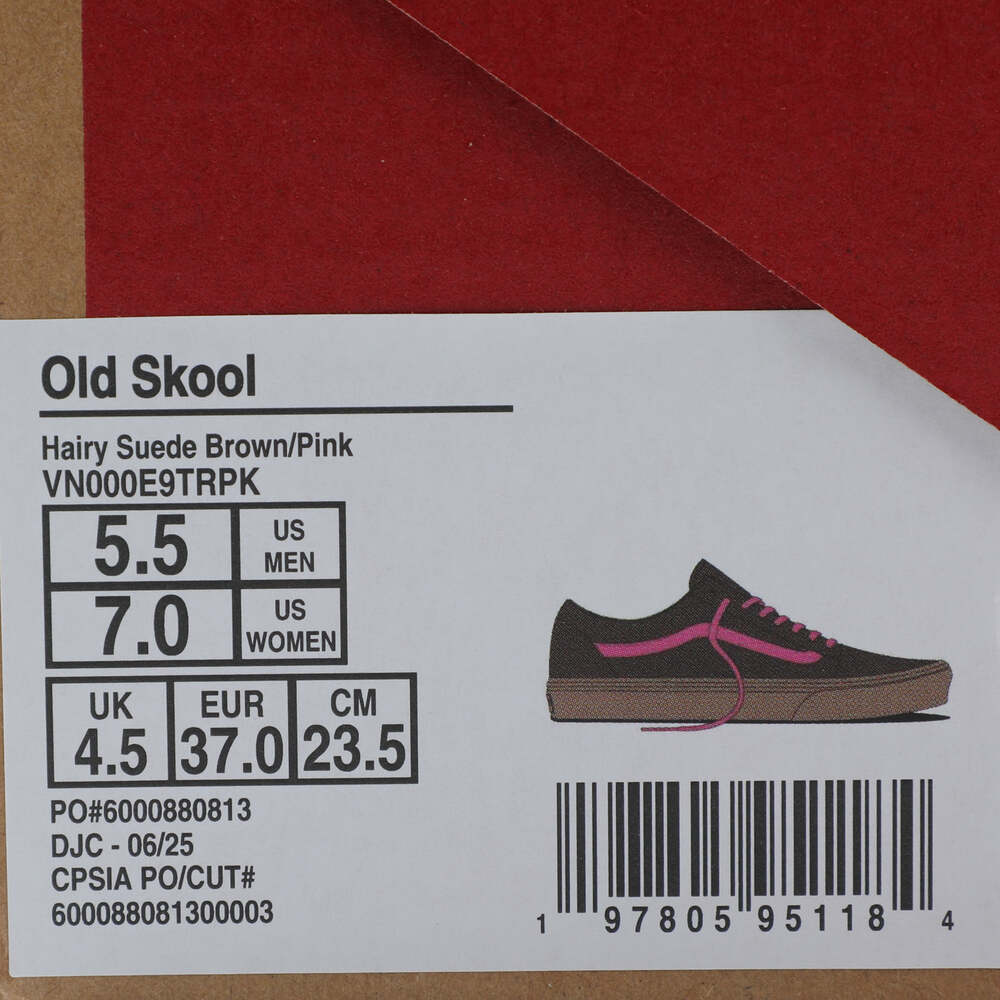 Old Skool
Hairy Suede Brown/Pink
VN000E9TRPK
5.5 US MEN
7.0 US WOMEN
UK EUR CM
4.5 37.0 23.5
PO#6000880813
DJC - 06/25
CPSIA PO/CUT#
600088081300003
1 97805 95118 4